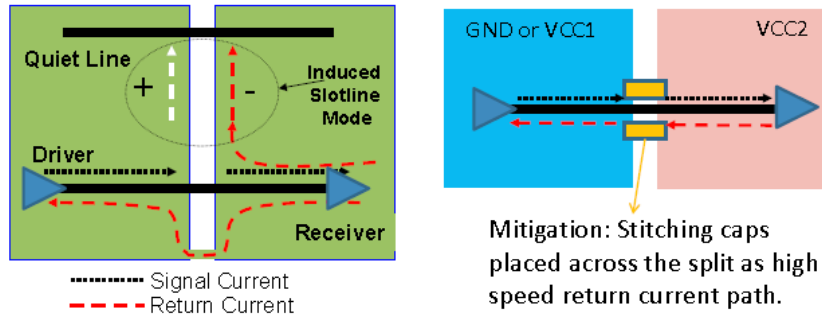 Quiet Line
+
-
Induced
Slotline
Mode
Driver
Receiver
Signal Current
Return Current
GND or VCC1
VCC2
Mitigation: Stitching caps
placed across the split as high
speed return current path.